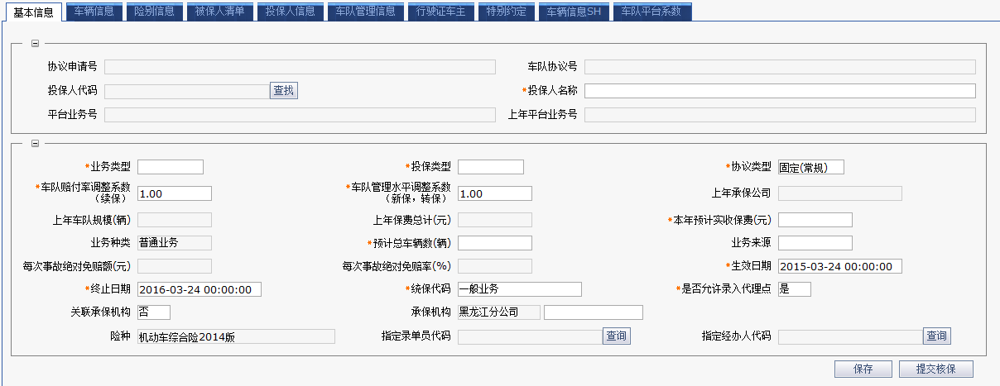 基本信息 车辆信息 险别信息 被保人清单 投保人信息 车队管理信息 行驶证车主 特别约定 车辆信息SH 车队平台系数
协议申请号 车队协议号
投保人代码 查找 *投保人名称
平台业务号 上年平台业务号
*业务类型 *投保类型 *协议类型 固定(常规)
*车队赔付率调整系数 *车队管理水平调整系数
(续保) 1.00 (新保，转保) 1.00 上年承保公司
上年车队规模(辆) 上年保费总计(元) *本年预计实收保费(元)
业务种类 普通业务 *预计总车辆数(辆) 业务来源
每次事故绝对免赔额(元) 每次事故绝对免赔率(%) *生效日期 2015-03-24 00:00:00
*终止日期 2016-03-24 00:00:00 *统保代码 一般业务 *是否允许录入代理点 是
关联承保机构 否 承保机构 黑龙江分公司
险种 机动车综合险2014版 指定录单员代码 查询 指定经办人代码 查询
保存 提交核保